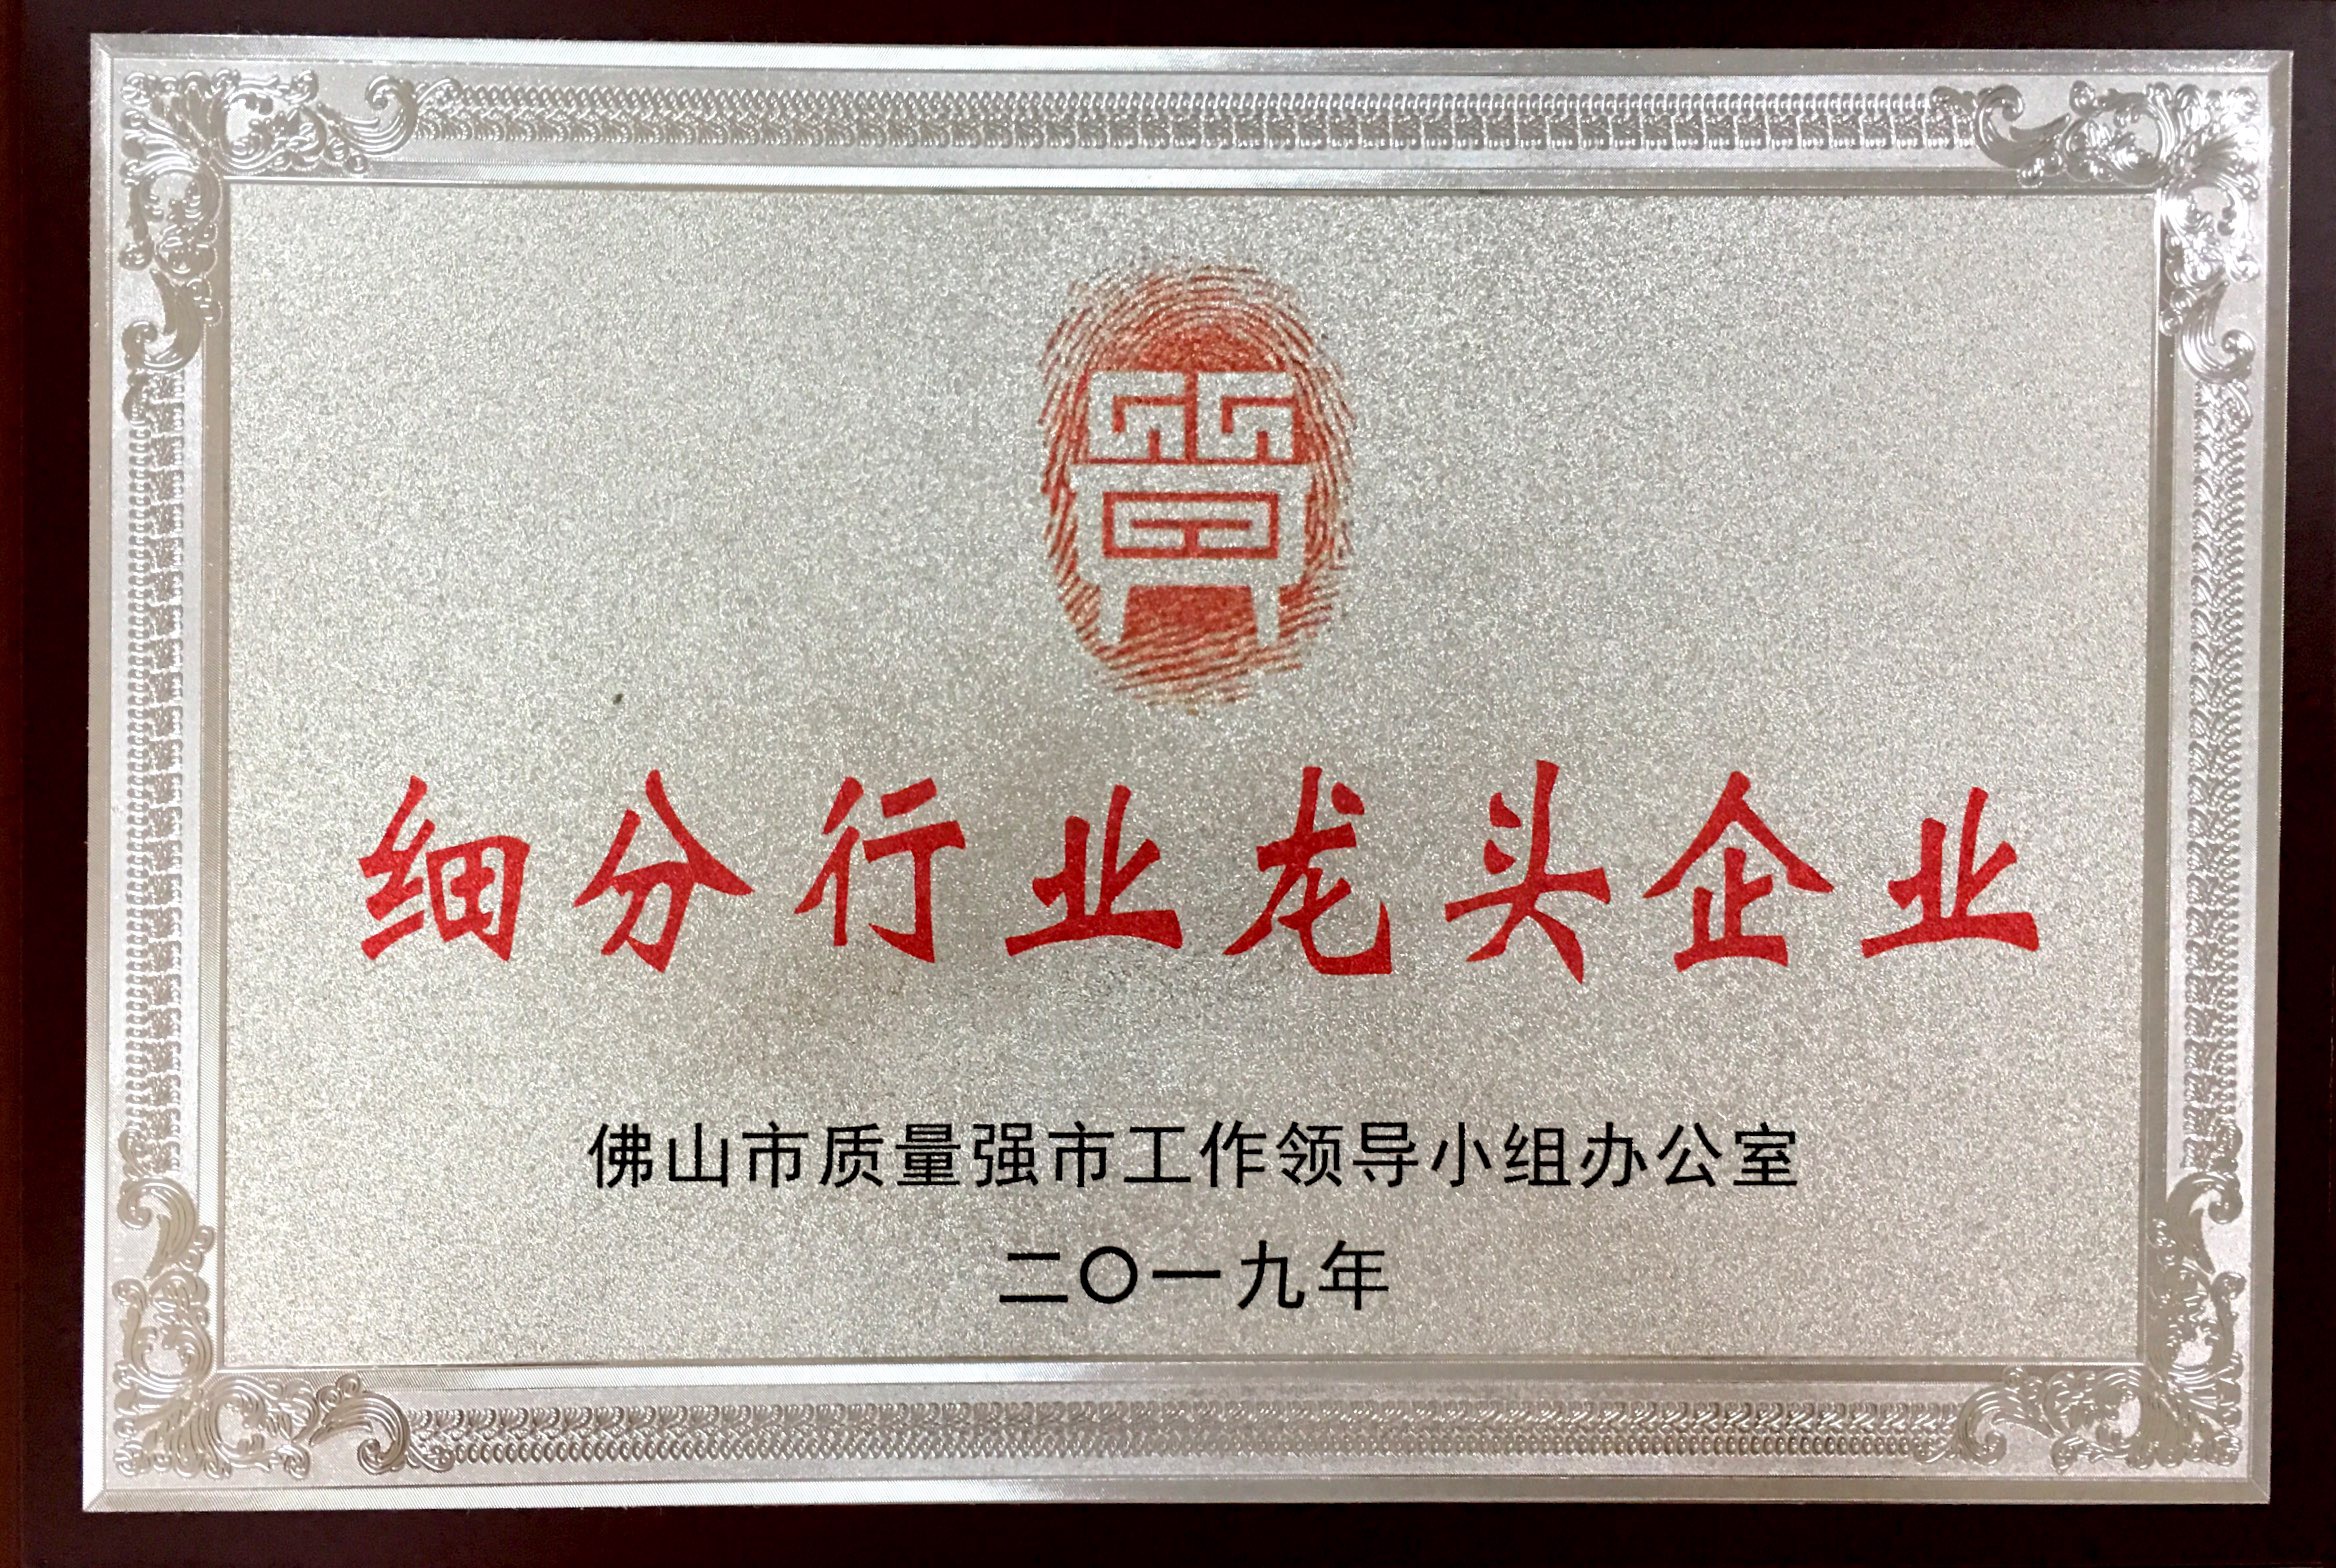 細分行业龙头企业
佛山市质量强市工作领导小组办公室
二〇一九年